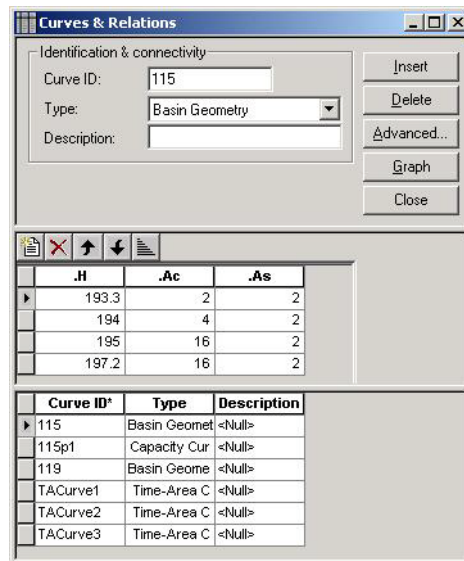 Curves & Relations
Identification & connectivity
Curve ID: 115
Type: Basin Geometry
Description:
Insert
Delete
Advanced...
Graph
Close
.H .Ac .As
193.3 2 2
194 4 2
195 16 2
197.2 16 2
Curve ID* Type Description
115 Basin Geomet <Null>
115p1 Capacity Cur <Null>
119 Basin Geome <Null>
TACurve1 Time-Area C <Null>
TACurve2 Time-Area C <Null>
TACurve3 Time-Area C <Null>